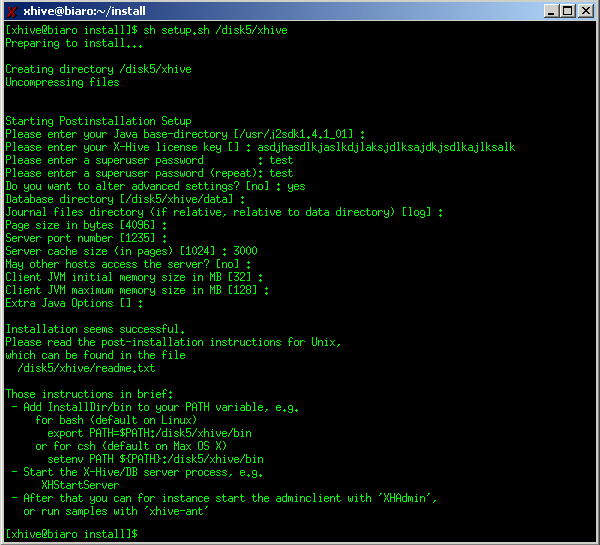 xhive@biaro:~/install
[xhive@biaro install]$ sh setup.sh /disk5/xhive
Preparing to install...
Creating directory /disk5/xhive
Uncompressing files
Starting Postinstallation Setup
Please enter your Java base-directory [/usr/j2sdk1.4.1_01] :
Please enter your X-Hive license key [] : asdjhasdlkjaslkdjlaksjdlksajdkjsdlkajlksalk
Please enter a superuser password         : test
Please enter a superuser password (repeat): test
Do you want to alter advanced settings? [no] : yes
Database directory [/disk5/xhive/data] :
Journal files directory (if relative, relative to data directory) [log] :
Page size in bytes [4096] :
Server port number [1235] :
Server cache size (in pages) [1024] : 3000
May other hosts access the server? [no] :
Client JVM initial memory size in MB [32] :
Client JVM maximum memory size in MB [128] :
Extra Java Options [] :
Installation seems successful.
Please read the post-installation instructions for Unix,
which can be found in the file
  /disk5/xhive/readme.txt
Those instructions in brief:
 - Add InstallDir/bin to your PATH variable, e.g.
     for bash (default on Linux)
       export PATH=$PATH:/disk5/xhive/bin
     or for csh (default on Max OS X)
       setenv PATH ${PATH}:/disk5/xhive/bin
 - Start the X-Hive/DB server process, e.g.
      XHStartServer
 - After that you can for instance start the adminclient with 'XHAdmin',
   or run samples with 'xhive-ant'
[xhive@biaro install]$